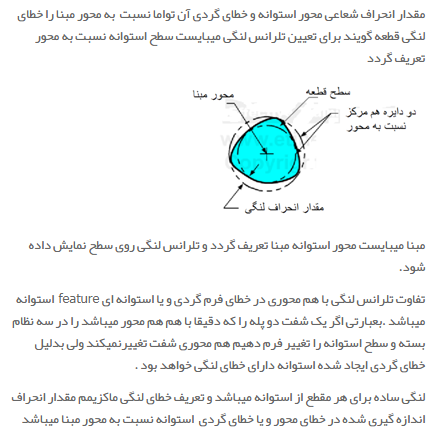 مقدار انحراف شعاعی محور استوانه و خطای گردی آن تواما نسبت به محور مبنا را خطای
لنگی قطعه گویند برای تعیین تلرانس لنگی میبایست سطح استوانه نسبت به محور
تعریف گردد
سطح قطعه
محور مبنا
دو دایره هم مرکز
نسبت به محور
مقدار انحراف لنگی
مبنا میبایست محور استوانه مبنا تعریف گردد و تلرانس لنگی روی سطح نمایش داده
شود.
تفاوت تلرانس لنگی با هم محوری در خطای فرم گردی و یا استوانه ای feature استوانه
میباشد .بعبارتی اگر یک شفت دو پله را که دقیقا با هم هم محور میباشد را در سه نظام
بسته و سطح استوانه را تغییر فرم دهیم هم محوری شفت تغییرنمیکند ولی بدلیل
خطای گردی ایجاد شده استوانه دارای خطای لنگی خواهد بود .
لنگی ساده برای هر مقطع از استوانه میباشد و تعریف خطای لنگی ماکزیمم مقدار انحراف
اندازه گیری شده در خطای محور و یا خطای گردی استوانه نسبت به محور مبنا میباشد